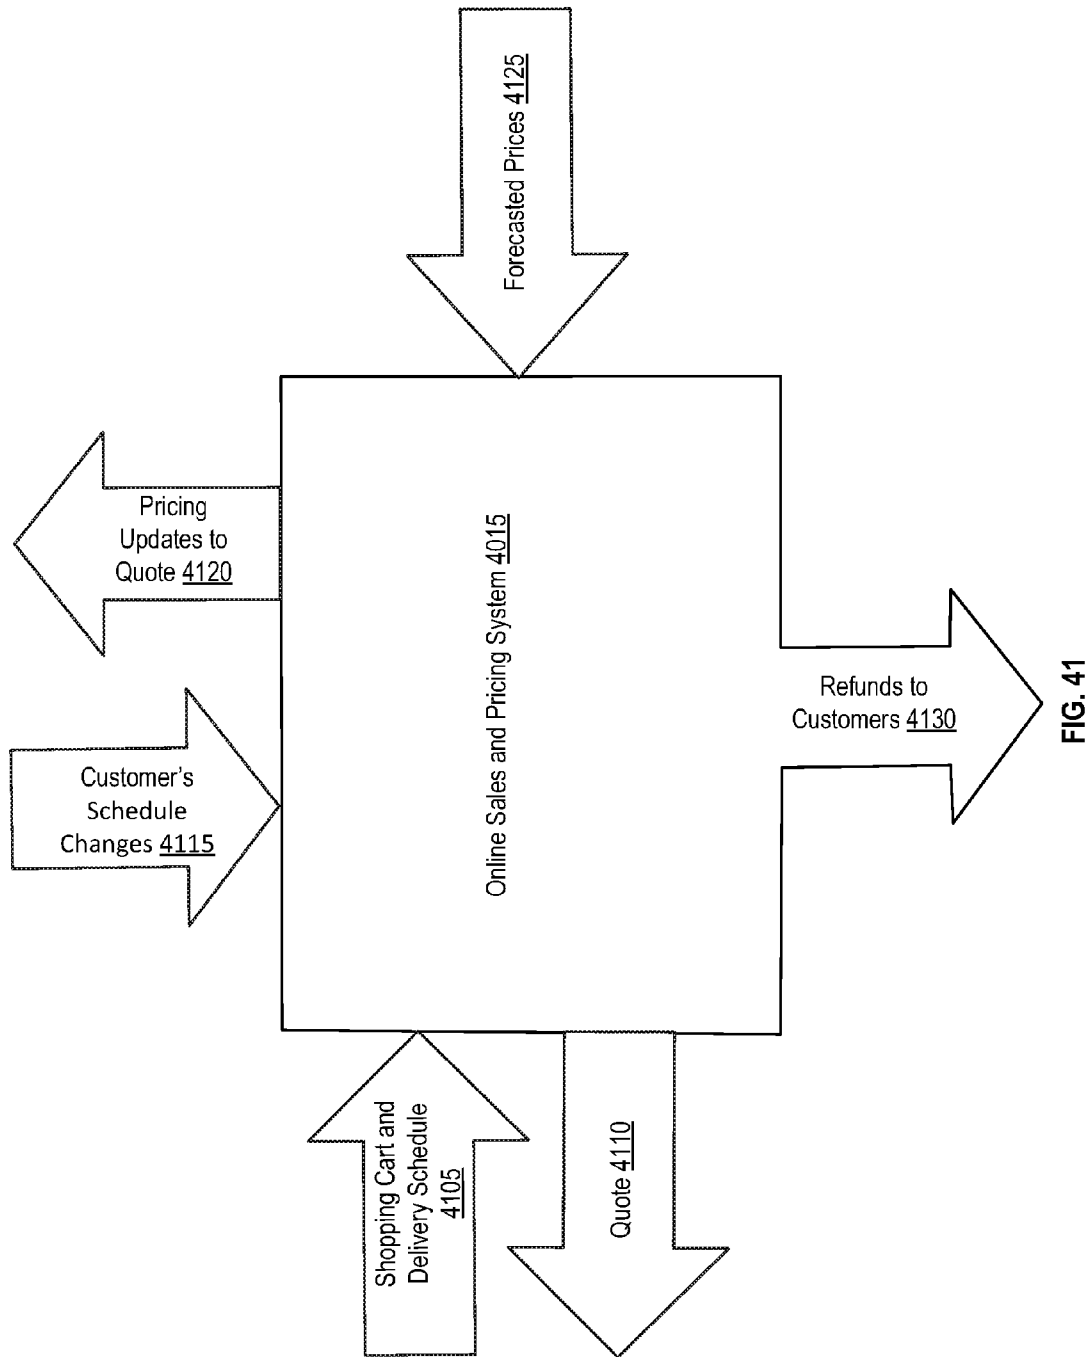 Pricing
Updates to
Quote 4120
Customer's
Schedule
Changes 4115
Forecasted Prices 4125
Online Sales and Pricing System 4015
Shopping Cart and
Delivery Schedule
4105
Quote 4110
Refunds to
Customers 4130
FIG. 41